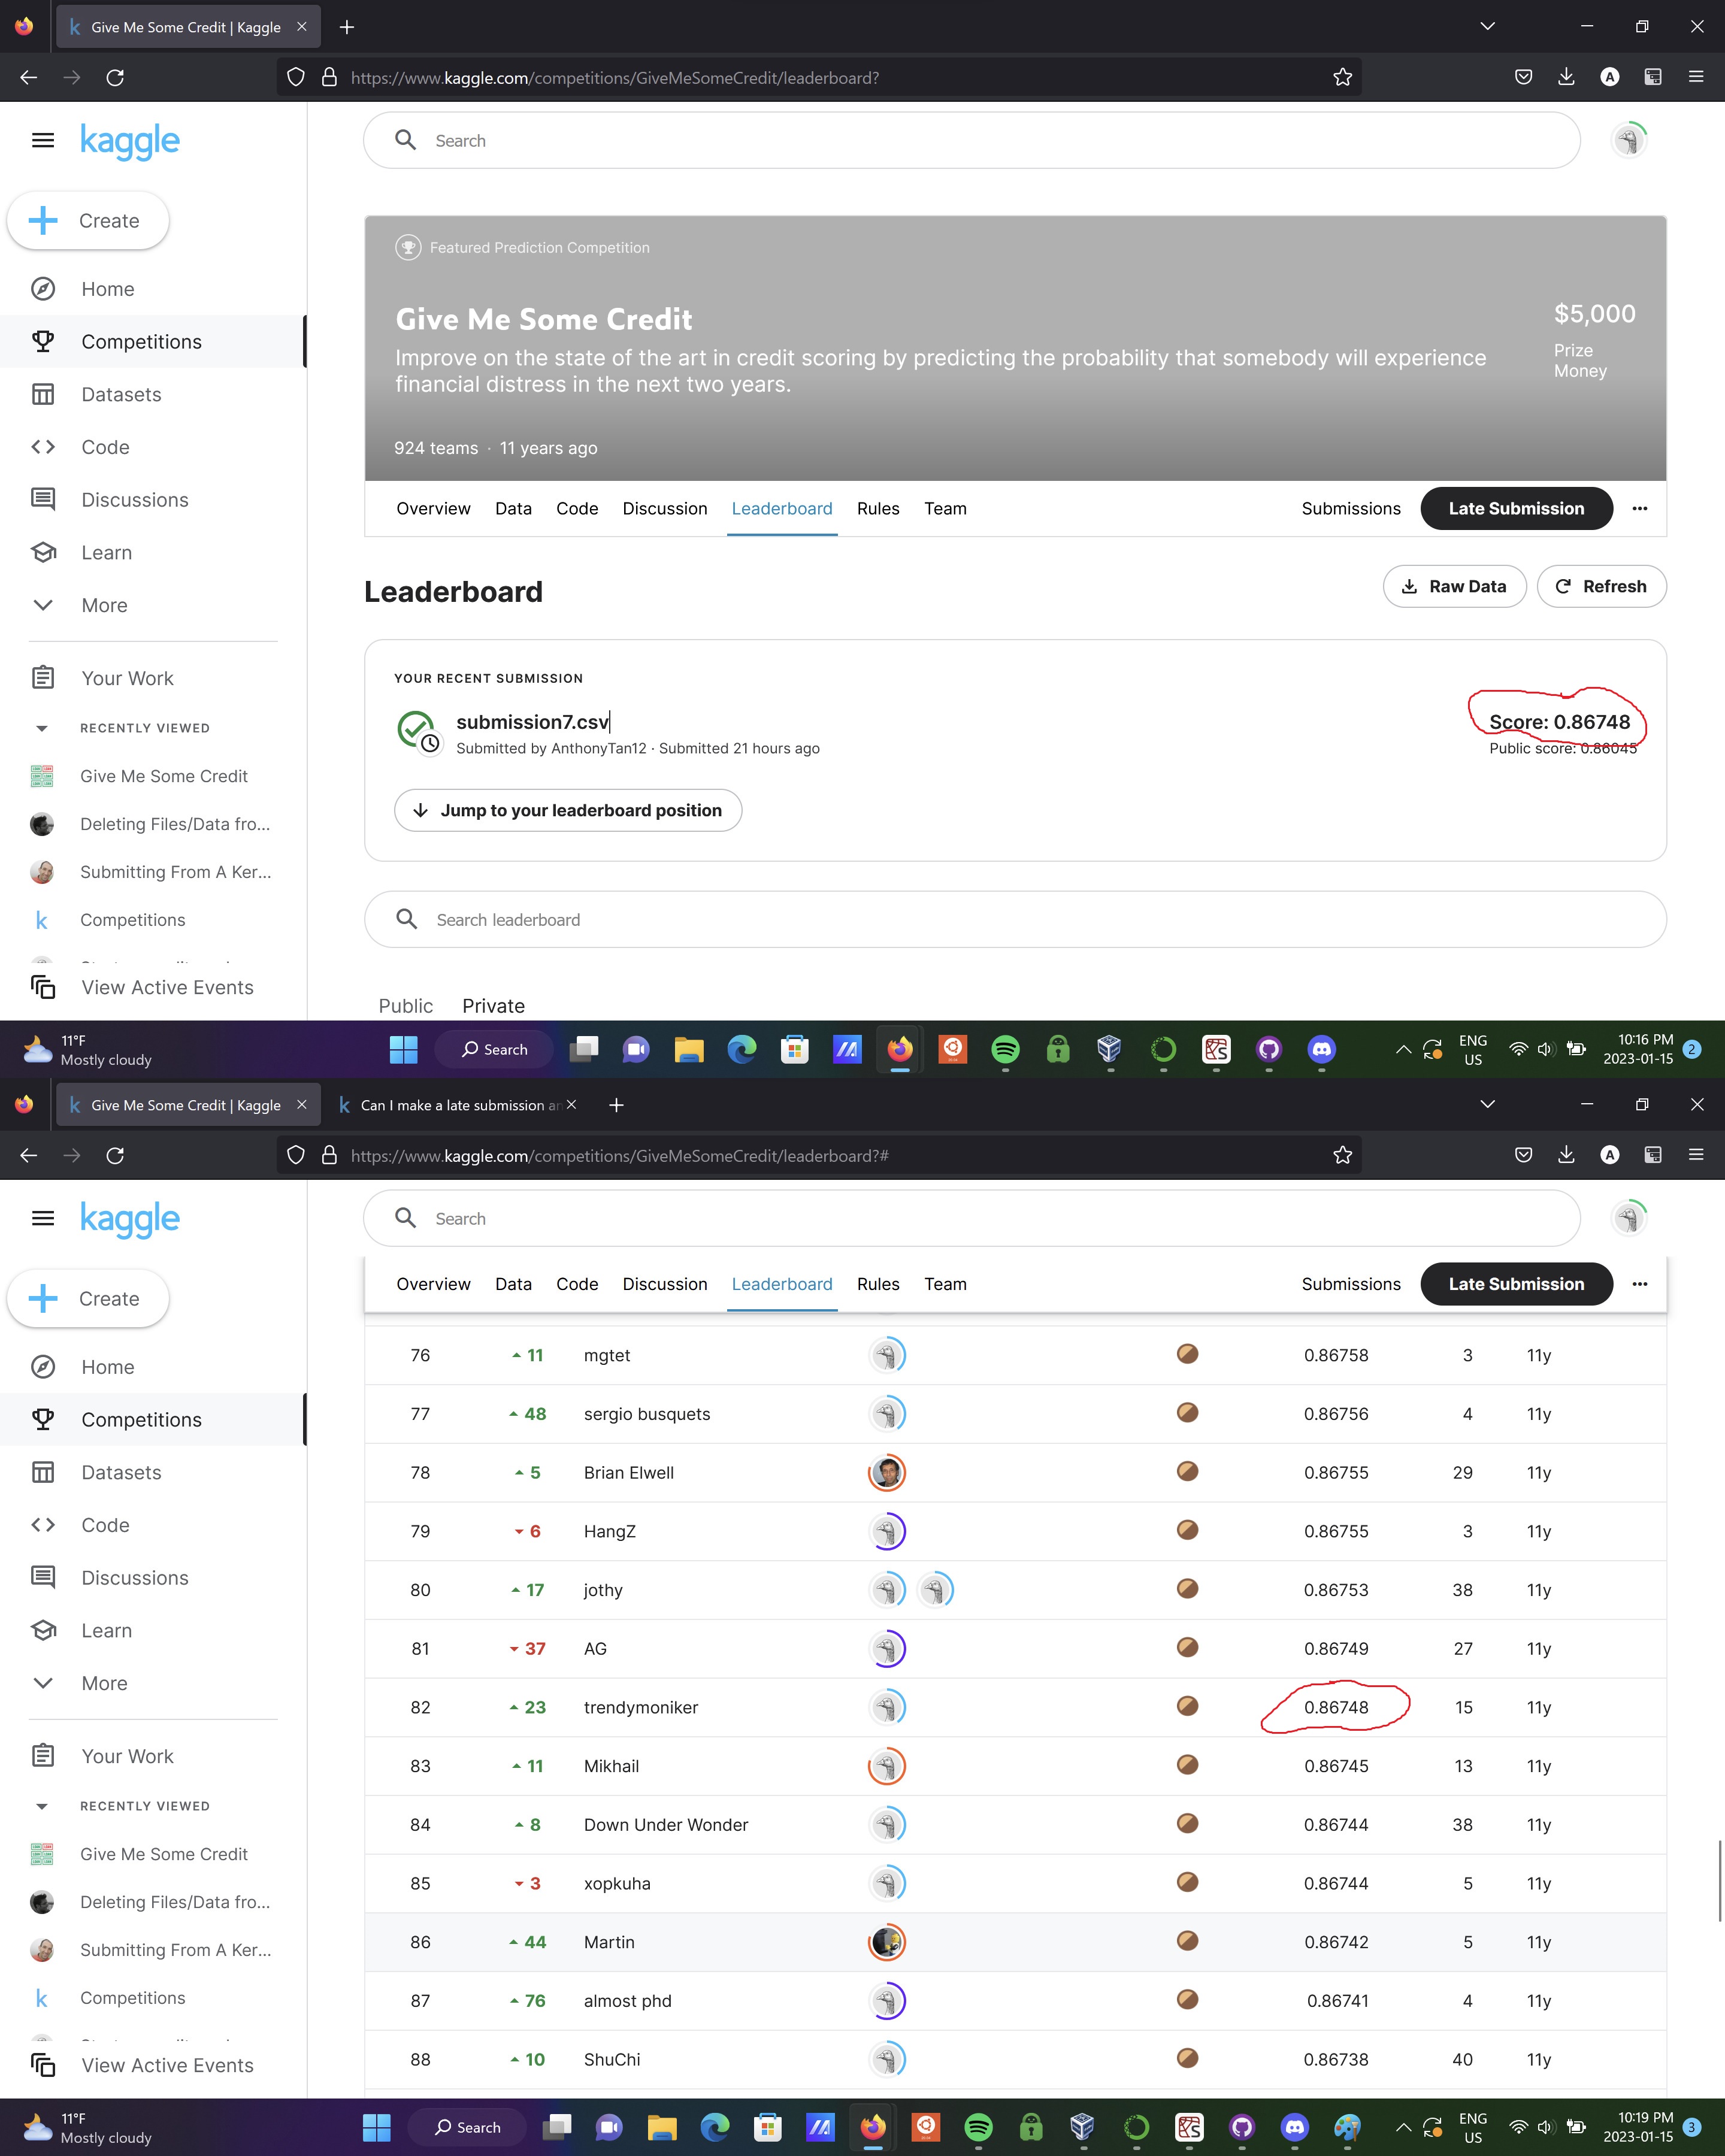 Give Me Some Credit | Kaggle
https://www.kaggle.com/competitions/GiveMeSomeCredit/leaderboard?
A
kaggle
Search
Create
Home
Competitions
Datasets
Code
Discussions
Learn
More
Your Work
RECENTLY VIEWED
Give Me Some Credit
Deleting Files/Data fro...
Submitting From A Ker...
k Competitions
View Active Events
Featured Prediction Competition
Give Me Some Credit
Improve on the state of the art in credit scoring by predicting the probability that somebody will experience
financial distress in the next two years.
$5,000
Prize
Money
924 teams · 11 years ago
Overview Data Code Discussion Leaderboard Rules Team Submissions Late Submission
Leaderboard
Raw Data
Refresh
YOUR RECENT SUBMISSION
submission7.csv
Submitted by AnthonyTan12 · Submitted 21 hours ago
Score: 0.86748
Public score: 0.86045
Jump to your leaderboard position
Search leaderboard
Public Private
11°F
Mostly cloudy
Search
ENG
US
10:16 PM
2023-01-15
2
Give Me Some Credit | Kaggle
Can I make a late submission an
https://www.kaggle.com/competitions/GiveMeSomeCredit/leaderboard?#
A
kaggle
Search
Create
Home
Competitions
Datasets
Code
Discussions
Learn
More
Your Work
RECENTLY VIEWED
Give Me Some Credit
Deleting Files/Data fro...
Submitting From A Ker...
k Competitions
View Active Events
Overview Data Code Discussion Leaderboard Rules Team Submissions Late Submission
76 11 mgtet 0.86758 3 11y
77 48 sergio busquets 0.86756 4 11y
78 5 Brian Elwell 0.86755 29 11y
79 6 HangZ 0.86755 3 11y
80 17 jothy 0.86753 38 11y
81 37 AG 0.86749 27 11y
82 23 trendymoniker 0.86748 15 11y
83 11 Mikhail 0.86745 13 11y
84 8 Down Under Wonder 0.86744 38 11y
85 3 xopkuha 0.86744 5 11y
86 44 Martin 0.86742 5 11y
87 76 almost phd 0.86741 4 11y
88 10 ShuChi 0.86738 40 11y
11°F
Mostly cloudy
Search
ENG
US
10:19 PM
2023-01-15
3